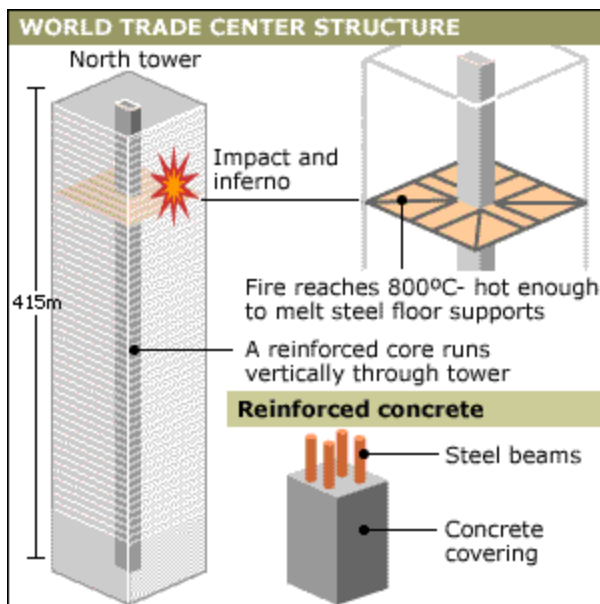 WORLD TRADE CENTER STRUCTURE
North tower
Impact and
inferno
415m
Fire reaches 800ºC- hot enough
to melt steel floor supports
A reinforced core runs
vertically through tower
Reinforced concrete
Steel beams
Concrete
covering